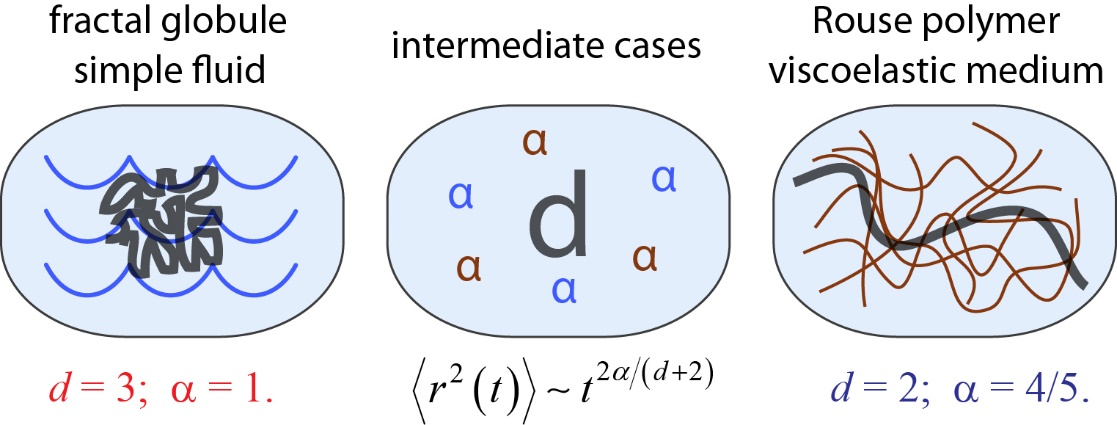 fractal globule
simple fluid
intermediate cases
Rouse polymer
viscoelastic medium
α
α
α
d
α
α
α
d = 3; α = 1.
⟨r²(t)⟩ ~ t^{2α/(d+2)}
d = 2; α = 4/5.